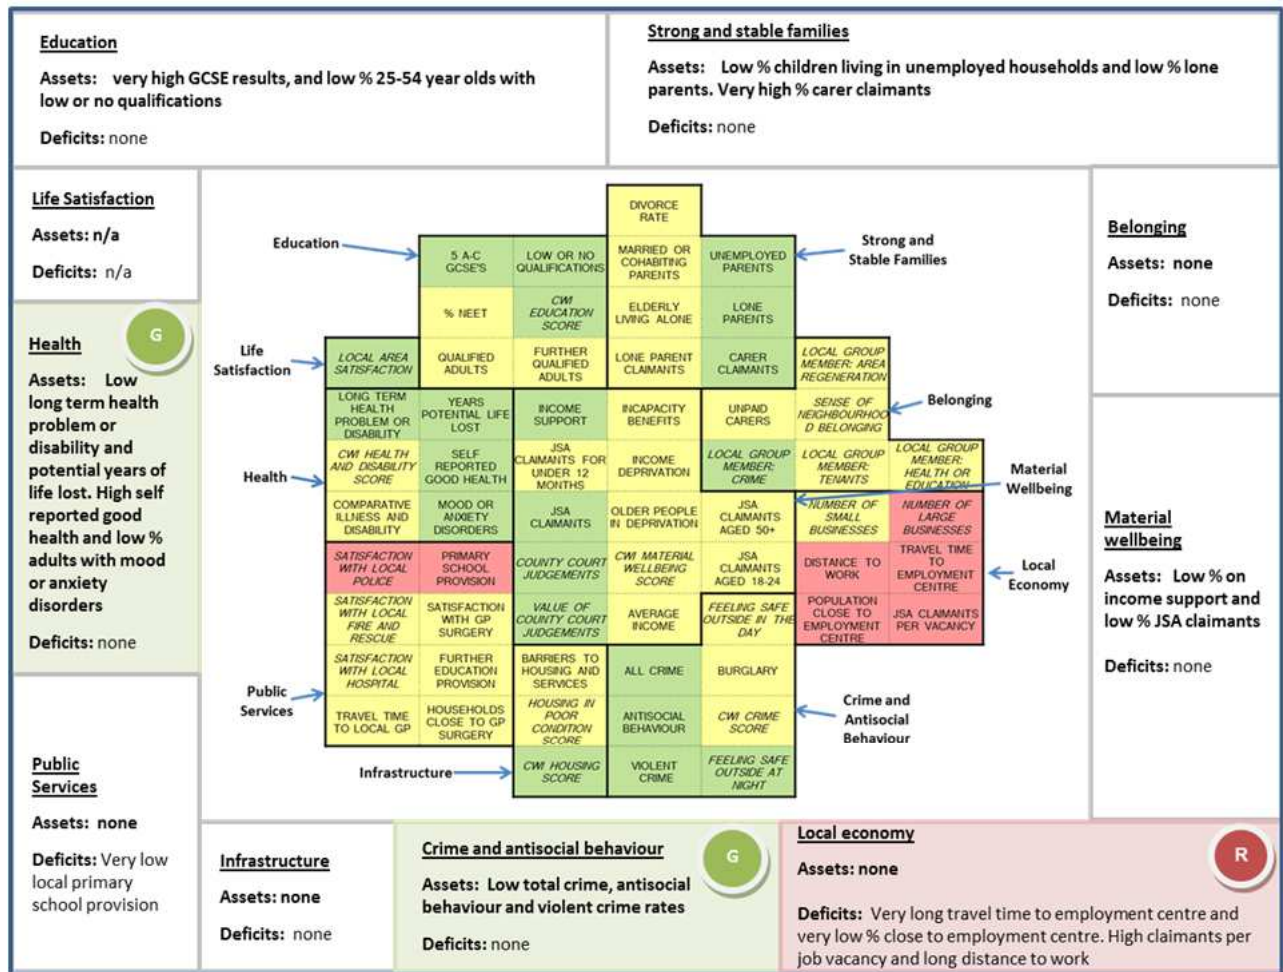 Education
Assets: very high GCSE results, and low % 25-54 year olds with
low or no qualifications
Deficits: none
Strong and stable families
Assets: Low % children living in unemployed households and low % lone
parents. Very high % carer claimants
Deficits: none
Life Satisfaction
Assets: n/a
Deficits: n/a
Health
G
Assets: Low
long term health
problem or
disability and
potential years of
life lost. High self
reported good
health and low %
adults with mood
or anxiety
disorders
Deficits: none
Public
Services
Assets: none
Deficits: Very low
local primary
school provision
Education
Life
Satisfaction
Health
Public
Services
Infrastructure
DIVORCE
RATE
5 A-C
GCSE'S
LOW OR NO
QUALIFICATIONS
MARRIED OR
COHABITING
PARENTS
UNEMPLOYED
PARENTS
% NEET
CWI
EDUCATION
SCORE
ELDERLY
LIVING ALONE
LONE
PARENTS
LOCAL AREA
SATISFACTION
QUALIFIED
ADULTS
FURTHER
QUALIFIED
ADULTS
LONE PARENT
CLAIMANTS
CARER
CLAIMANTS
LOCAL GROUP
MEMBER: AREA
REGENERATION
LONG TERM
HEALTH
PROBLEM OR
DISABILITY
YEARS
POTENTIAL LIFE
LOST
INCOME
SUPPORT
INCAPACITY
BENEFITS
UNPAID
CARERS
SENSE OF
NEIGHBOURHOO
D BELONGING
CWI HEALTH
AND DISABILITY
SCORE
SELF
REPORTED
GOOD HEALTH
JSA
CLAIMANTS FOR
UNDER 12
MONTHS
INCOME
DEPRIVATION
LOCAL GROUP
MEMBER:
CRIME
LOCAL GROUP
MEMBER:
TENANTS
LOCAL GROUP
MEMBER:
HEALTH OR
EDUCATION
COMPARATIVE
ILLNESS AND
DISABILITY
MOOD OR
ANXIETY
DISORDERS
JSA
CLAIMANTS
OLDER PEOPLE
IN DEPRIVATION
JSA
CLAIMANTS
AGED 50+
NUMBER OF
SMALL
BUSINESSES
NUMBER OF
LARGE
BUSINESSES
SATISFACTION
WITH LOCAL
POLICE
PRIMARY
SCHOOL
PROVISION
COUNTY COURT
JUDGEMENTS
CWI MATERIAL
WELLBEING
SCORE
JSA
CLAIMANTS
AGED 18-24
DISTANCE TO
WORK
TRAVEL TIME
TO
EMPLOYMENT
CENTRE
SATISFACTION
WITH LOCAL
FIRE AND
RESCUE
SATISFACTION
WITH GP
SURGERY
VALUE OF
COUNTY COURT
JUDGEMENTS
AVERAGE
INCOME
FEELING SAFE
OUTSIDE IN THE
DAY
POPULATION
CLOSE TO
EMPLOYMENT
CENTRE
JSA CLAIMANTS
PER VACANCY
SATISFACTION
WITH LOCAL
HOSPITAL
FURTHER
EDUCATION
PROVISION
BARRIERS TO
HOUSING AND
SERVICES
ALL CRIME
BURGLARY
TRAVEL TIME
TO LOCAL GP
HOUSEHOLDS
CLOSE TO GP
SURGERY
HOUSING IN
POOR
CONDITION
SCORE
ANTISOCIAL
BEHAVIOUR
CWI CRIME
SCORE
CWI HOUSING
SCORE
VIOLENT
CRIME
FEELING SAFE
OUTSIDE AT
NIGHT
Strong and
Stable Families
Belonging
Material
Wellbeing
Local
Economy
Crime and
Antisocial
Behaviour
Belonging
Assets: none
Deficits: none
Material
wellbeing
Assets: Low % on
income support and
low % JSA claimants
Deficits: none
Infrastructure
Assets: none
Deficits: none
Crime and antisocial behaviour
G
Assets: Low total crime, antisocial
behaviour and violent crime rates
Deficits: none
Local economy
R
Assets: none
Deficits: Very long travel time to employment centre and
very low % close to employment centre. High claimants per
job vacancy and long distance to work